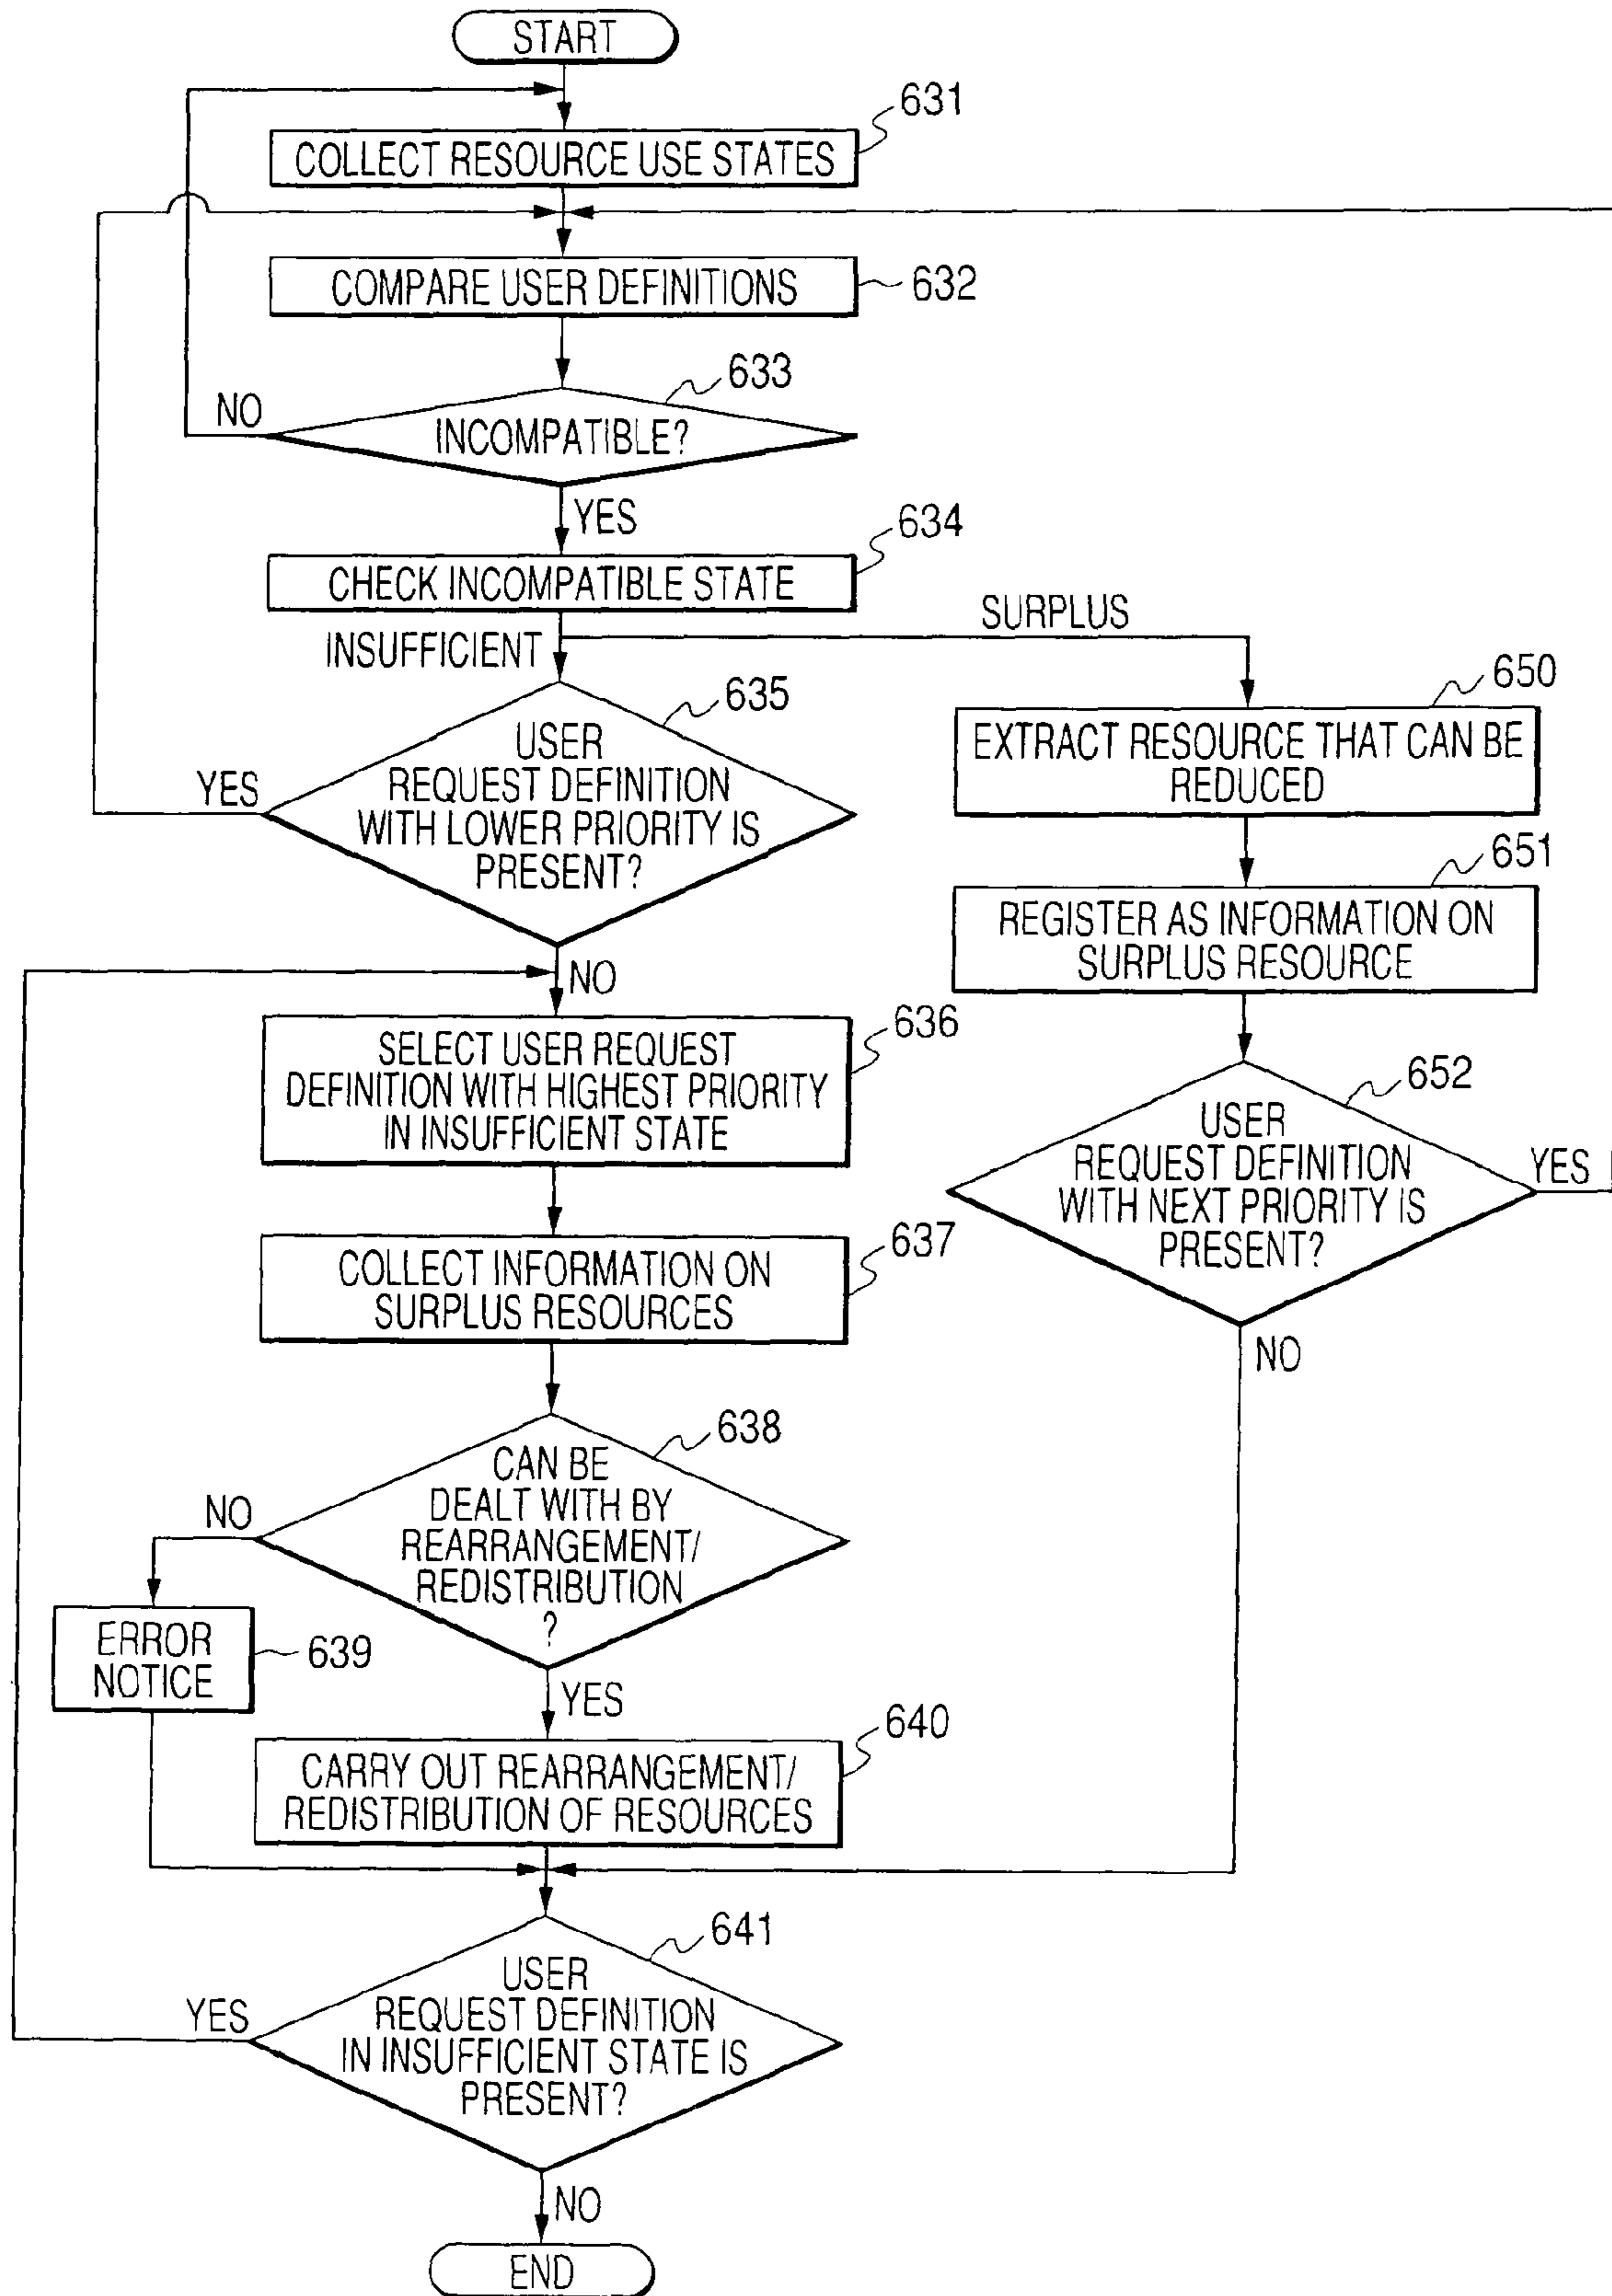 START
631
COLLECT RESOURCE USE STATES
COMPARE USER DEFINITIONS
632
633
NO
INCOMPATIBLE?
YES
634
CHECK INCOMPATIBLE STATE
SURPLUS
INSUFFICIENT
635
USER
REQUEST DEFINITION
WITH LOWER PRIORITY IS
PRESENT?
YES
NO
650
EXTRACT RESOURCE THAT CAN BE
REDUCED
651
REGISTER AS INFORMATION ON
SURPLUS RESOURCE
652
USER
REQUEST DEFINITION
WITH NEXT PRIORITY IS
PRESENT?
YES
NO
636
SELECT USER REQUEST
DEFINITION WITH HIGHEST PRIORITY
IN INSUFFICIENT STATE
637
COLLECT INFORMATION ON
SURPLUS RESOURCES
638
CAN BE
DEALT WITH BY
REARRANGEMENT/
REDISTRIBUTION
?
NO
ERROR
NOTICE
639
YES
640
CARRY OUT REARRANGEMENT/
REDISTRIBUTION OF RESOURCES
641
USER
REQUEST DEFINITION
IN INSUFFICIENT STATE IS
PRESENT?
YES
NO
END